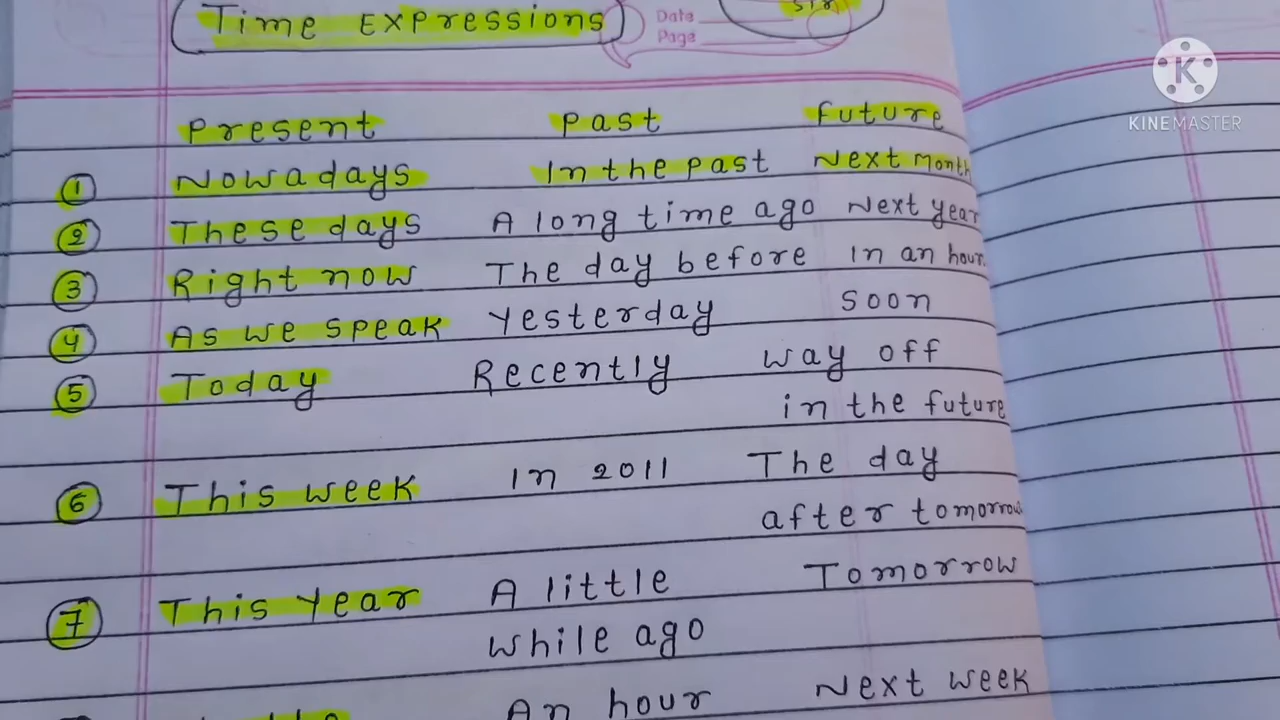 Time Expressions
Date
Page
Present Past Future
1 Nowadays In the past Next Month
2 These days A long time ago Next year
3 Right now The day before In an hour
4 As we speak Yesterday Soon
5 Today Recently Way off
in the future
6 This week In 2011 The day
after tomorrow
7 This Year A little Tomorrow
while ago
An hour Next week
KINEMASTER